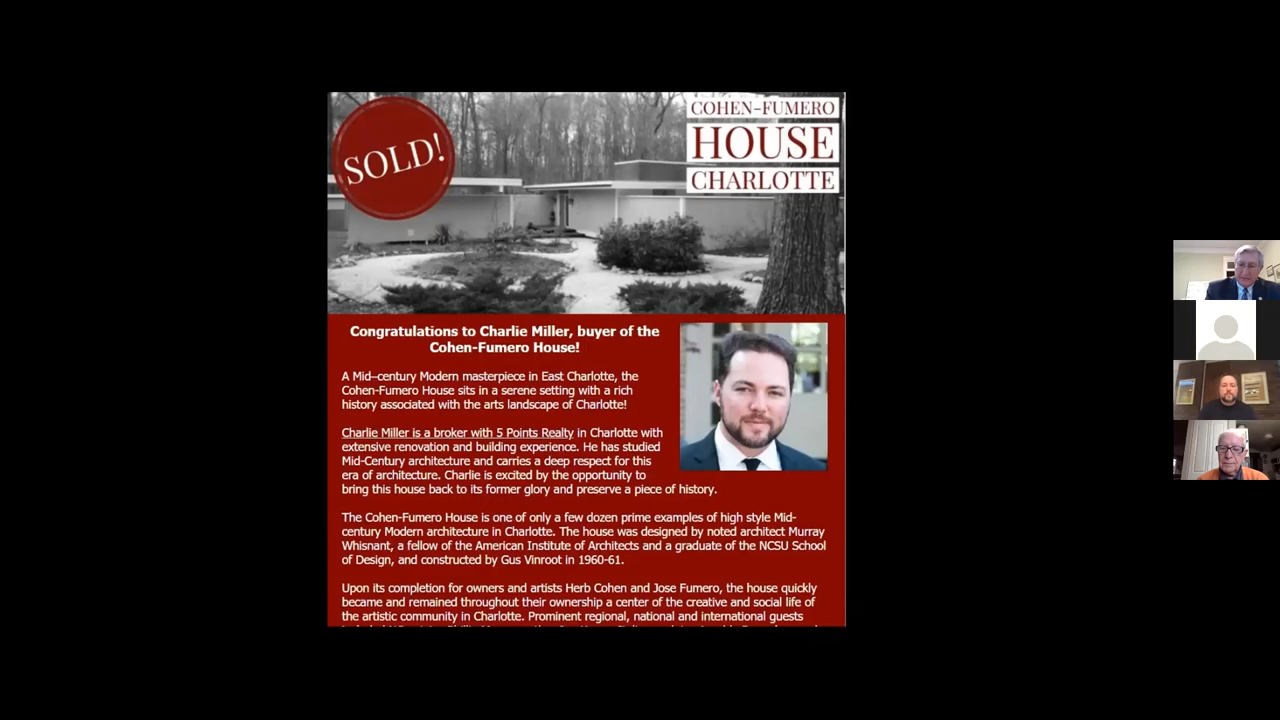 SOLD!
COHEN-FUMERO
HOUSE
CHARLOTTE
Congratulations to Charlie Miller, buyer of the
Cohen-Fumero House!
A Mid–century Modern masterpiece in East Charlotte, the
Cohen-Fumero House sits in a serene setting with a rich
history associated with the arts landscape of Charlotte!
Charlie Miller is a broker with 5 Points Realty in Charlotte with
extensive renovation and building experience. He has studied
Mid-Century architecture and carries a deep respect for this
era of architecture. Charlie is excited by the opportunity to
bring this house back to its former glory and preserve a piece of history.
The Cohen-Fumero House is one of only a few dozen prime examples of high style Mid-
century Modern architecture in Charlotte. The house was designed by noted architect Murray
Whisnant, a fellow of the American Institute of Architects and a graduate of the NCSU School
of Design, and constructed by Gus Vinroot in 1960-61.
Upon its completion for owners and artists Herb Cohen and Jose Fumero, the house quickly
became and remained throughout their ownership a center of the creative and social life of
the artistic community in Charlotte. Prominent regional, national and international guests